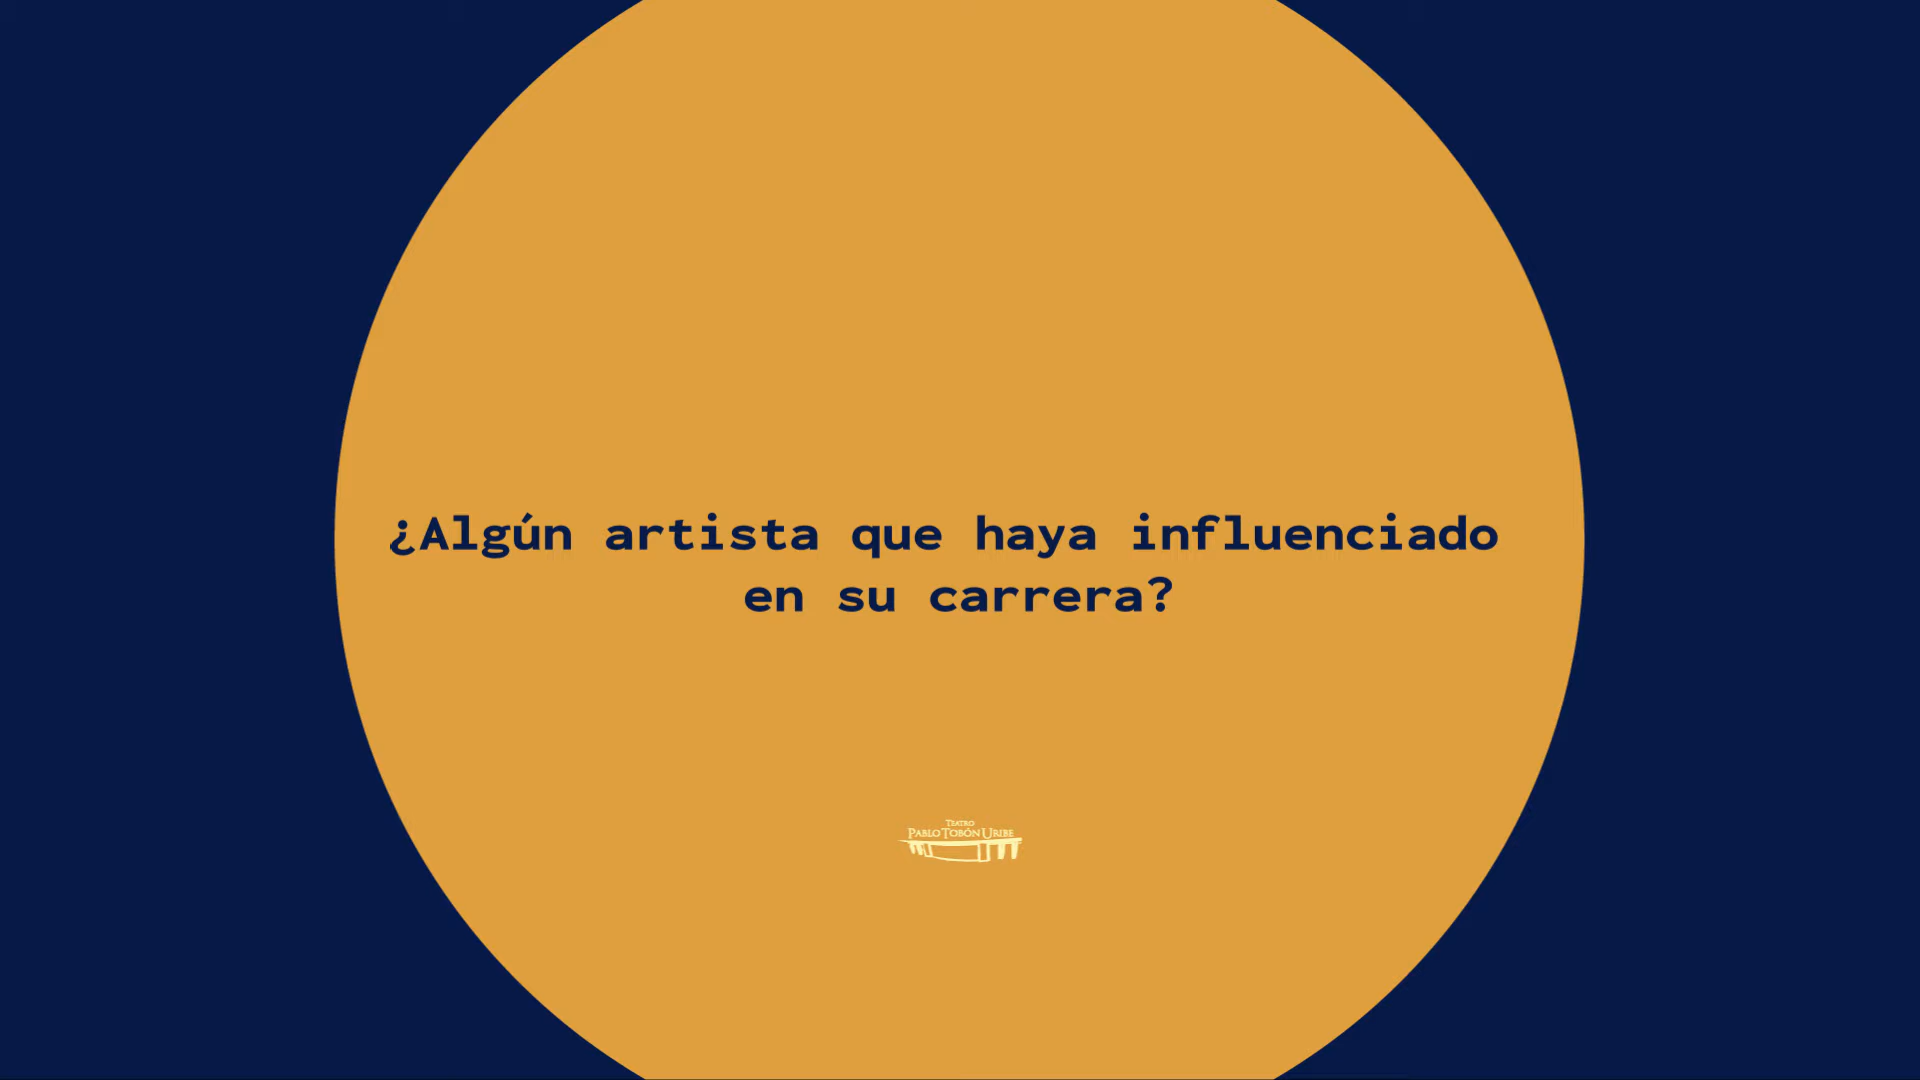 ¿Algún artista que haya influenciado
en su carrera?
TEATRO
PABLO TOBÓN URIBE